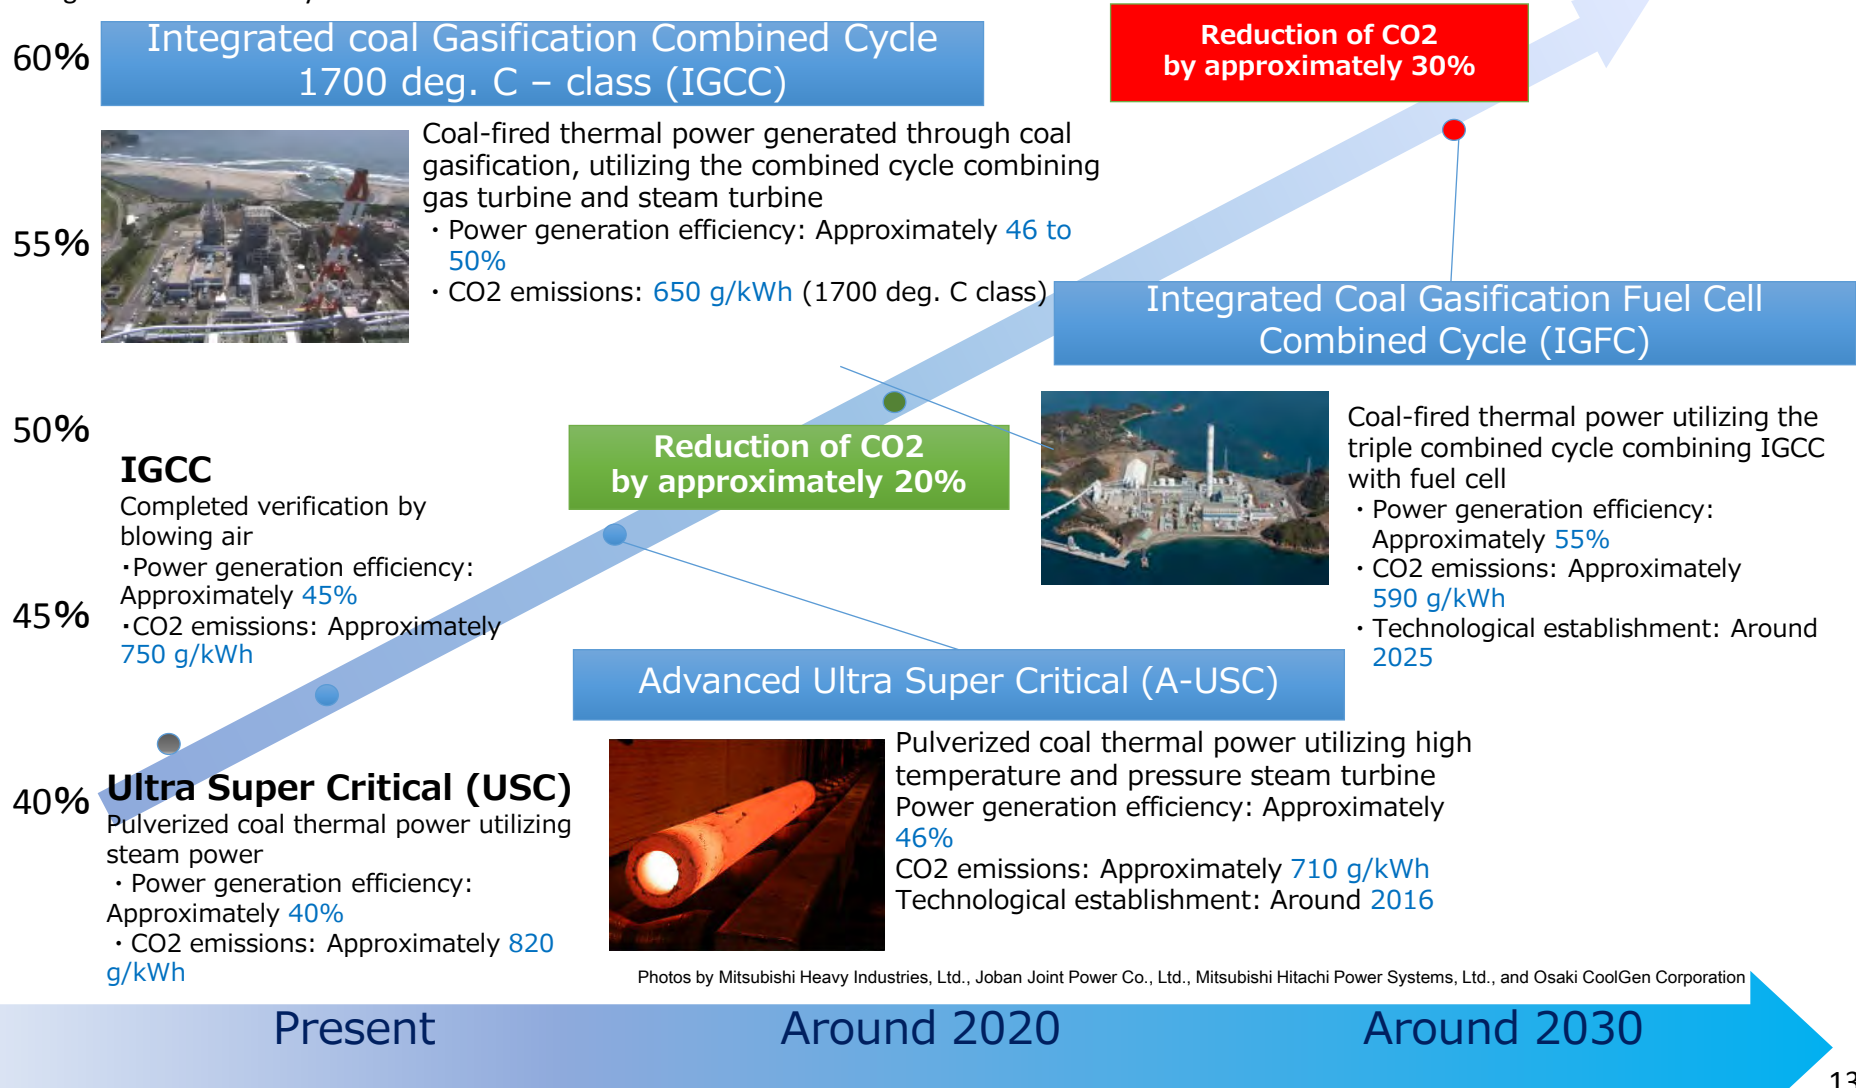 60%
Integrated coal Gasification Combined Cycle
1700 deg. C – class (IGCC)
Reduction of CO2
by approximately 30%
Coal-fired thermal power generated through coal
gasification, utilizing the combined cycle combining
gas turbine and steam turbine
・Power generation efficiency: Approximately 46 to
50%
・CO2 emissions: 650 g/kWh (1700 deg. C class)
55%
Integrated Coal Gasification Fuel Cell
Combined Cycle (IGFC)
Coal-fired thermal power utilizing the
triple combined cycle combining IGCC
with fuel cell
・Power generation efficiency:
Approximately 55%
・CO2 emissions: Approximately
590 g/kWh
・Technological establishment: Around
2025
50%
Reduction of CO2
by approximately 20%
IGCC
Completed verification by
blowing air
・Power generation efficiency:
Approximately 45%
・CO2 emissions: Approximately
750 g/kWh
45%
Advanced Ultra Super Critical (A-USC)
Pulverized coal thermal power utilizing high
temperature and pressure steam turbine
Power generation efficiency: Approximately
46%
CO2 emissions: Approximately 710 g/kWh
Technological establishment: Around 2016
40%
Ultra Super Critical (USC)
Pulverized coal thermal power utilizing
steam power
・Power generation efficiency:
Approximately 40%
・CO2 emissions: Approximately 820
g/kWh
Photos by Mitsubishi Heavy Industries, Ltd., Joban Joint Power Co., Ltd., Mitsubishi Hitachi Power Systems, Ltd., and Osaki CoolGen Corporation
Present
Around 2020
Around 2030
13